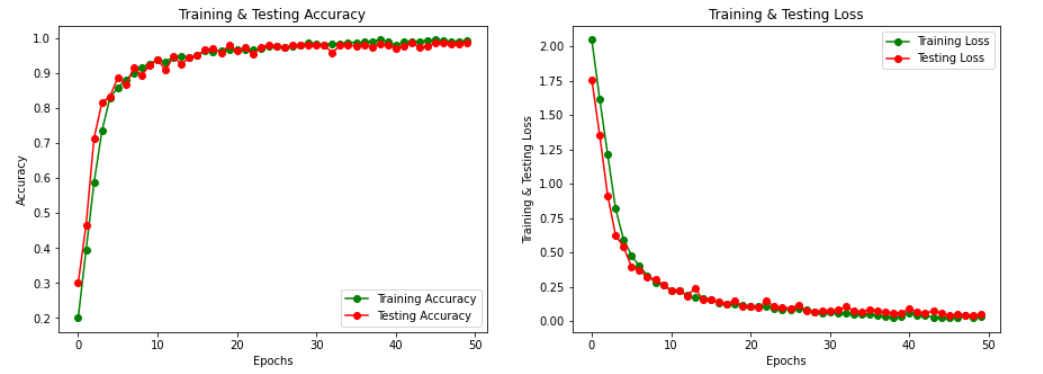 Training & Testing Accuracy
Accuracy
1.0
0.9
0.8
0.7
0.6
0.5
0.4
0.3
0.2
Training Accuracy
Testing Accuracy
0 10 20 30 40 50
Epochs
Training & Testing Loss
Training & Testing Loss
2.00
1.75
1.50
1.25
1.00
0.75
0.50
0.25
0.00
Training Loss
Testing Loss
0 10 20 30 40 50
Epochs